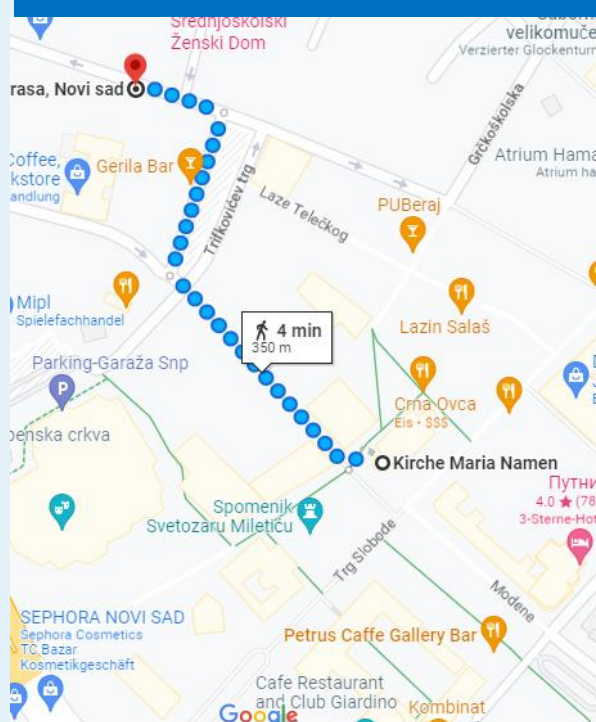 Srednjoškolski
Ženski Dom
velikomuče
Verzierter Glockenturm
rasa, Novi sad
Grčkoškolska
Coffee,
kstore
andlung
Gerila Bar
Trifkovićev trg
Atrium Hama
Atrium ha
Laze Telečkog
PUBeraj
Mipl
Spielefachhandel
4 min
350 m
Lazin Salaš
Parking-Garaža Snp
P
Crna Ovca
Eis • $$$
penska crkva
Kirche Maria Namen
Путни
4.0 ★ (78
3-Sterne-Hot
Spomenik
Svetozaru Miletiću
Trg Slobode
Modene
SEPHORA NOVI SAD
Sephora Cosmetics
TC Bazar
Kosmetikgeschäft
Petrus Caffe Gallery Bar
Cafe Restaurant
and Club Giardino
Kombinat
Google